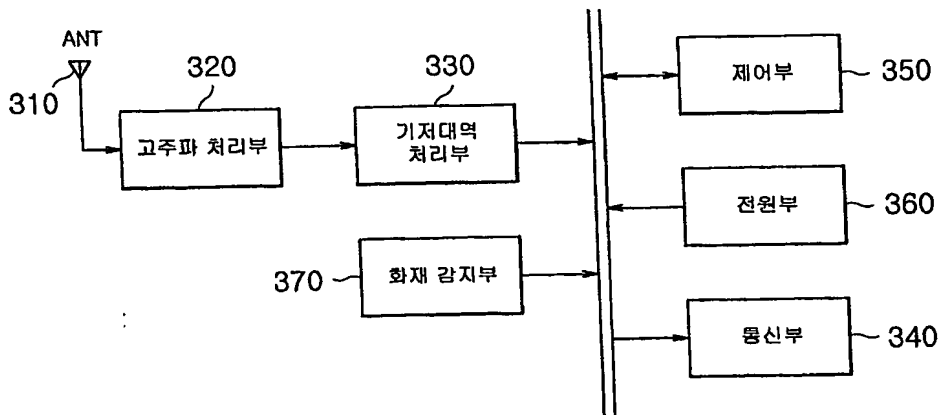 ANT
310
320
고주파 처리부
330
기저대역
처리부
제어부
350
전원부
360
370
화재 감지부
통신부
340